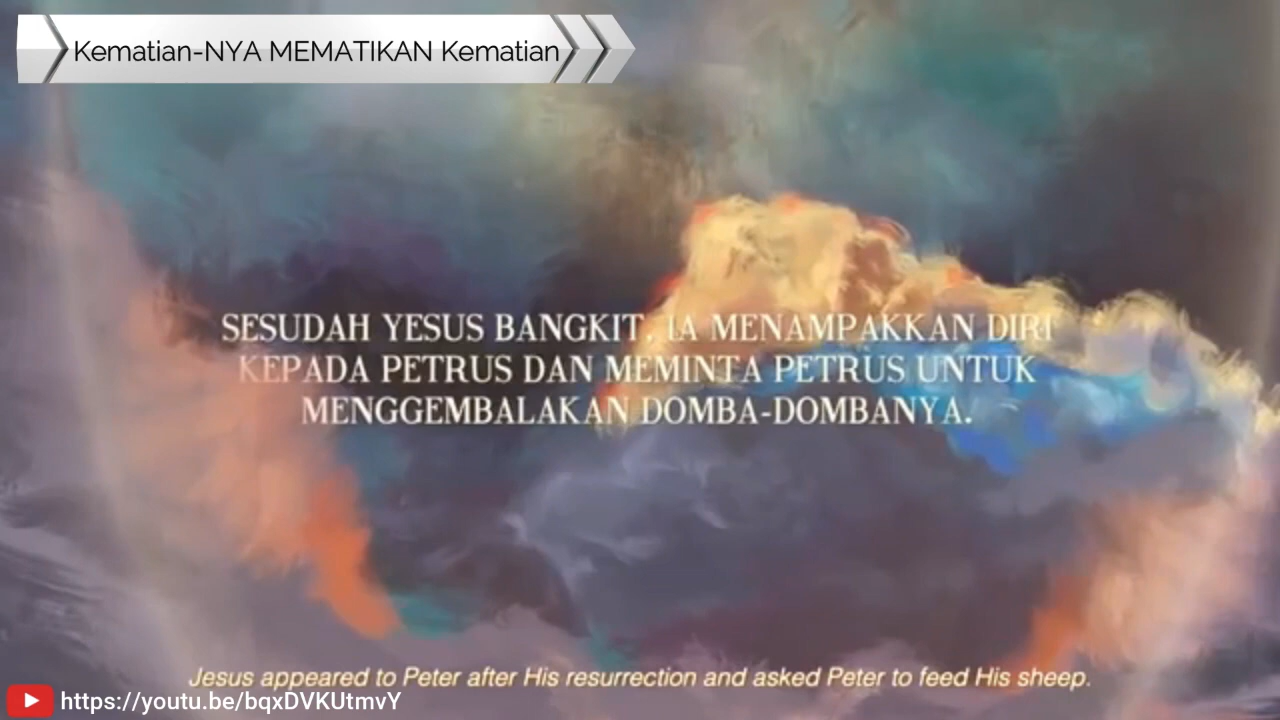 Kematian-NYA MEMATIKAN Kematian
SESUDAH YESUS BANGKIT, IA MENAMPAKKAN DIRI
KEPADA PETRUS DAN MEMINTA PETRUS UNTUK
MENGGEMBALAKAN DOMBA-DOMBANYA.
Jesus appeared to Peter after His resurrection and asked Peter to feed His sheep.
https://youtu.be/bqxDVKUtmvY